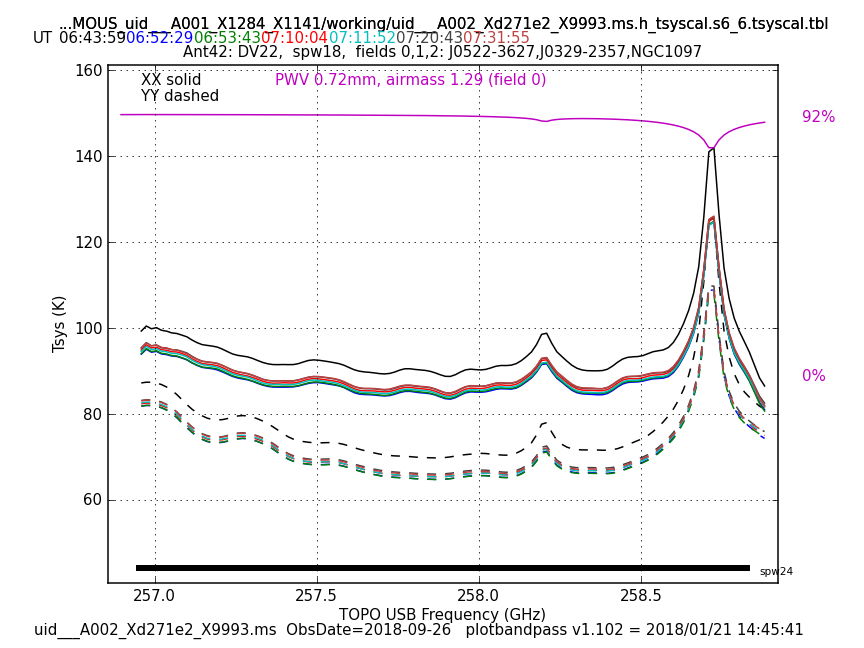 ...MOUS_uid___A001_X1284_X1141/working/uid___A002_Xd271e2_X9993.ms.h_tsyscal.s6_6.tsyscal.tbl
UT 06:43:59 06:52:29 06:53:43 07:10:04 07:11:52 07:20:43 07:31:55
Ant42: DV22, spw18, fields 0,1,2: J0522-3627,J0329-2357,NGC1097
XX solid
YY dashed
PWV 0.72mm, airmass 1.29 (field 0)
92%
0%
160
140
120
100
80
60
Tsys (K)
spw24
257.0 257.5 258.0 258.5
TOPO USB Frequency (GHz)
uid___A002_Xd271e2_X9993.ms ObsDate=2018-09-26 plotbandpass v1.102 = 2018/01/21 14:45:41